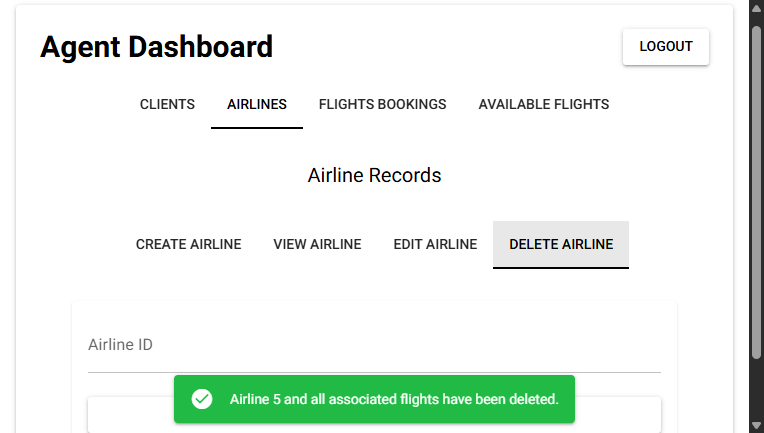 Agent Dashboard
LOGOUT
CLIENTS AIRLINES FLIGHTS BOOKINGS AVAILABLE FLIGHTS
Airline Records
CREATE AIRLINE VIEW AIRLINE EDIT AIRLINE DELETE AIRLINE
Airline ID
Airline 5 and all associated flights have been deleted.